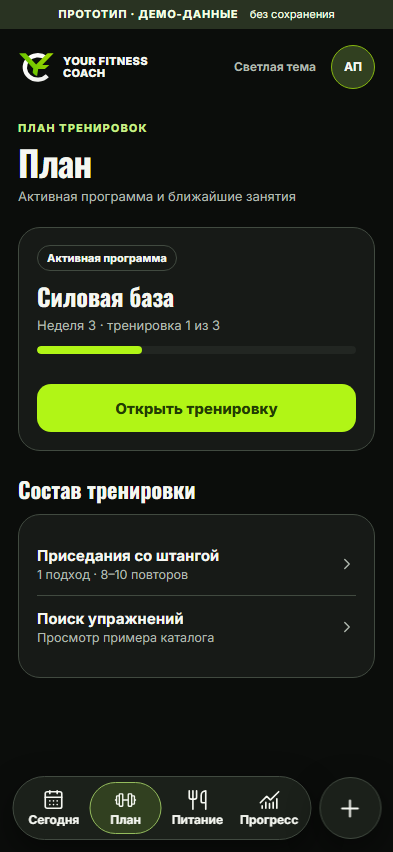 ПРОТОТИП · ДЕМО-ДАННЫЕ без сохранения
YOUR FITNESS
COACH
Светлая тема
АП
ПЛАН ТРЕНИРОВОК
План
Активная программа и ближайшие занятия
Активная программа
Силовая база
Неделя 3 · тренировка 1 из 3
Открыть тренировку
Состав тренировки
Приседания со штангой
1 подход · 8–10 повторов
Поиск упражнений
Просмотр примера каталога
Сегодня
План
Питание
Прогресс